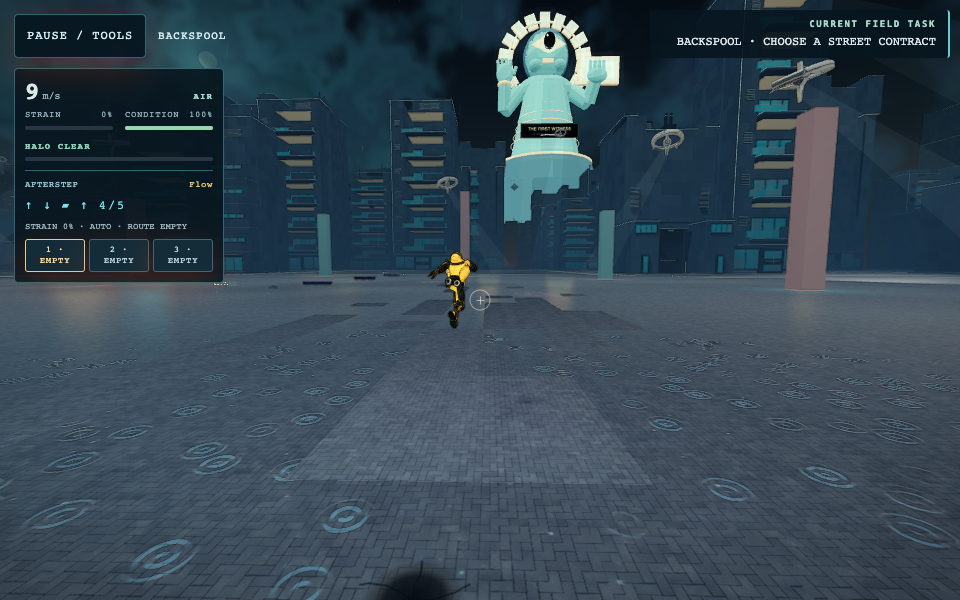 PAUSE / TOOLS
BACKSPOOL
CURRENT FIELD TASK
BACKSPOOL · CHOOSE A STREET CONTRACT
9 m/s
AIR
STRAIN 0%
CONDITION 100%
HALO CLEAR
AFTERSTEP
Flow
↑ ↓ ▰ ↑ 4/5
STRAIN 0% · AUTO · ROUTE EMPTY
1 · EMPTY
2 · EMPTY
3 · EMPTY
THE FIRST WITNESS